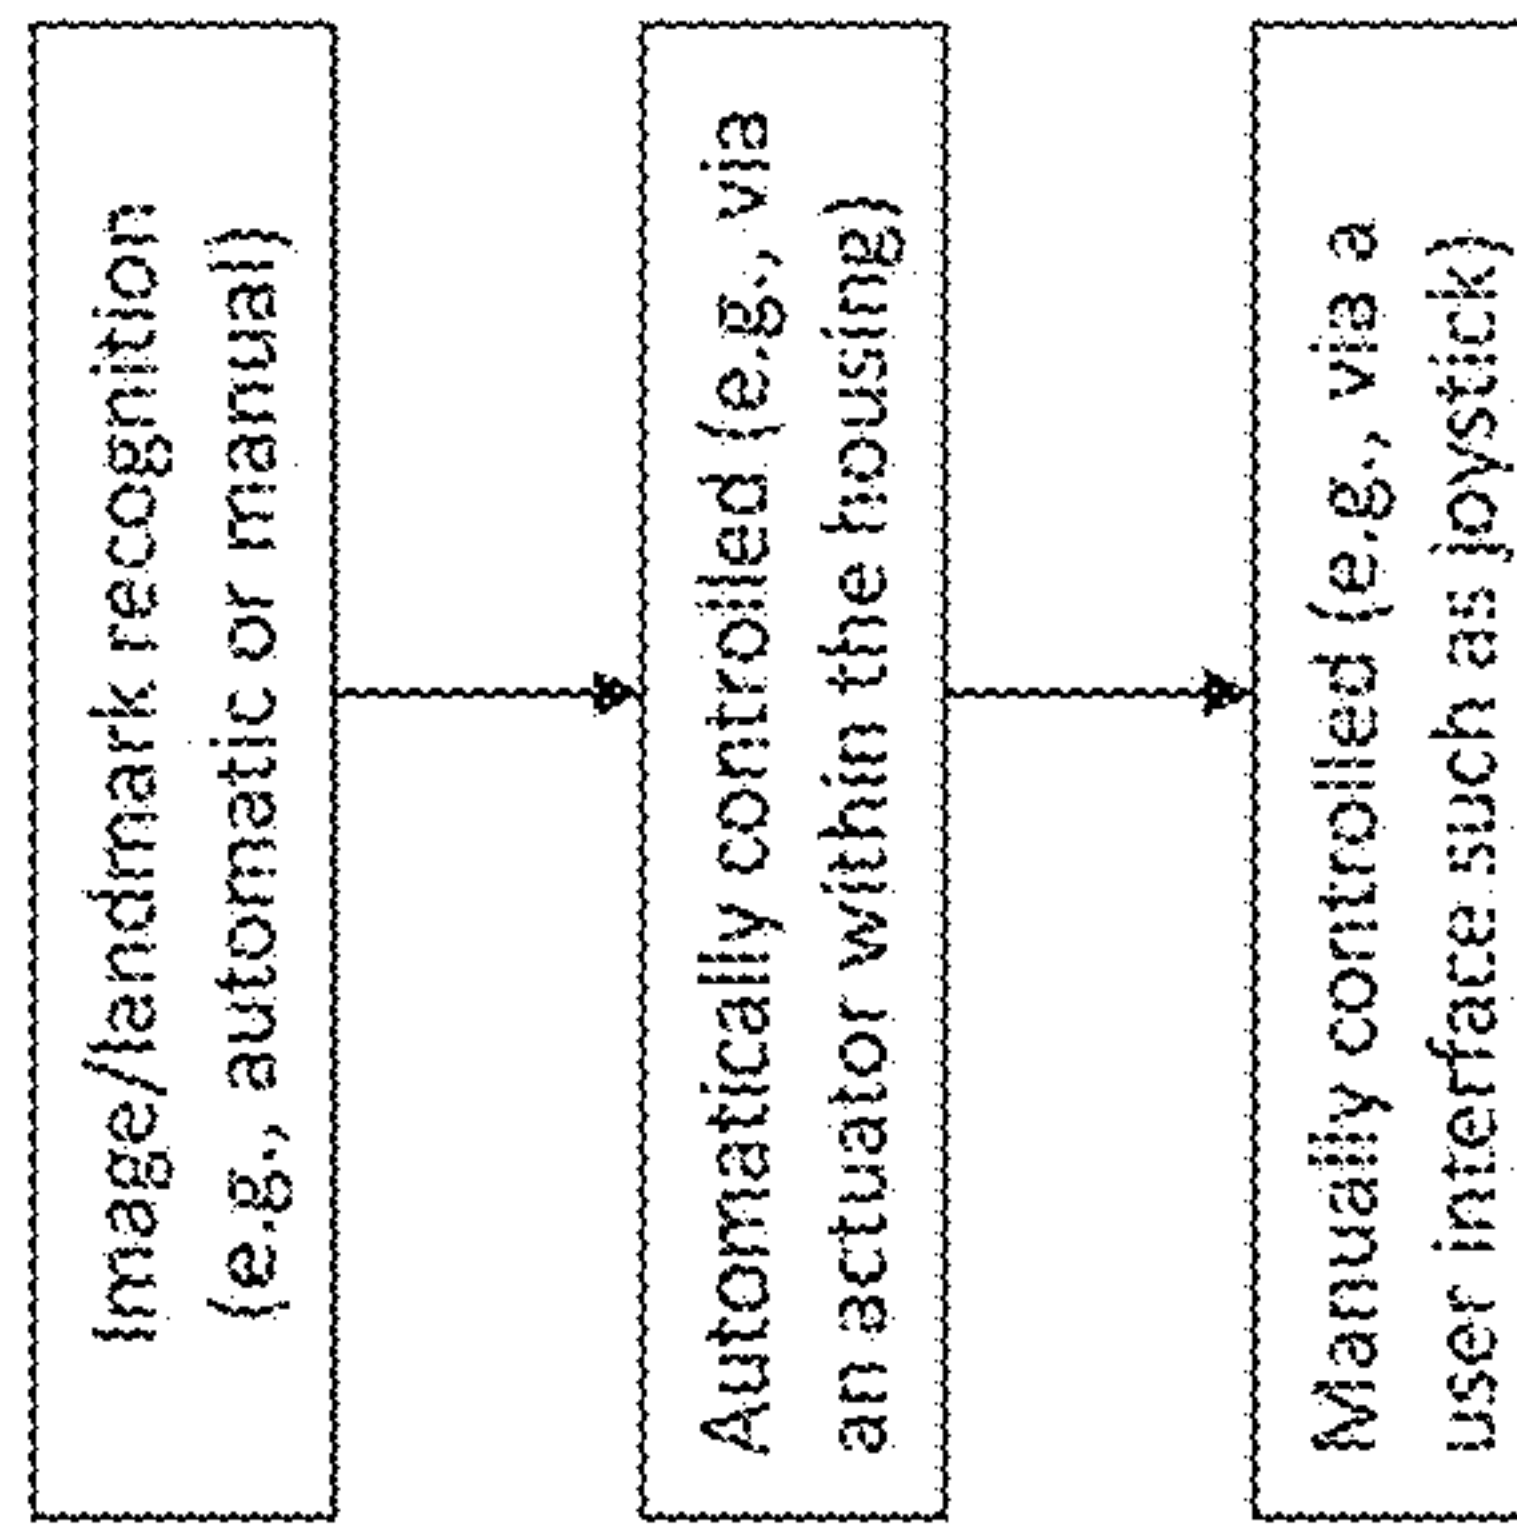 Image/landmark recognition
(e.g., automatic or manual)
Automatically controlled (e.g., via
an actuator within the housing)
Manually controlled (e.g., via a
user interface such as joystick)